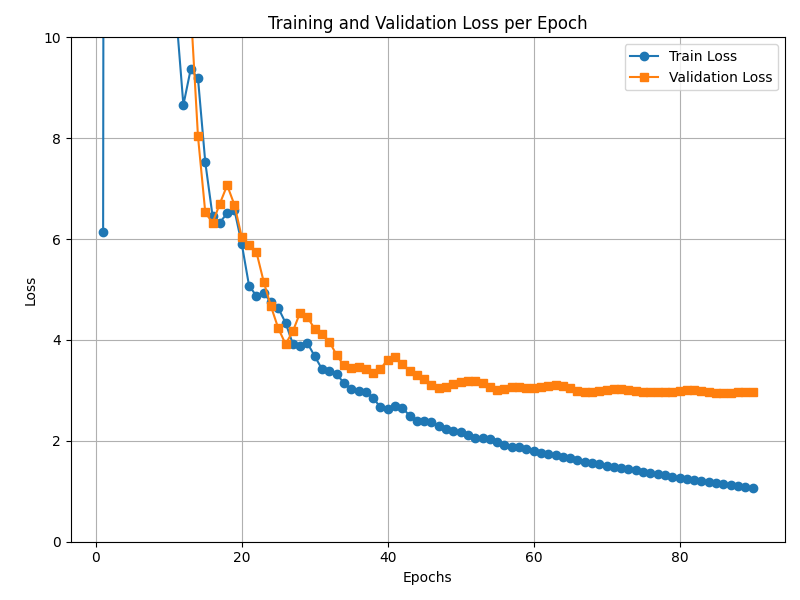 Training and Validation Loss per Epoch
Train Loss
Validation Loss
Loss
10
8
6
4
2
0
0 20 40 60 80
Epochs